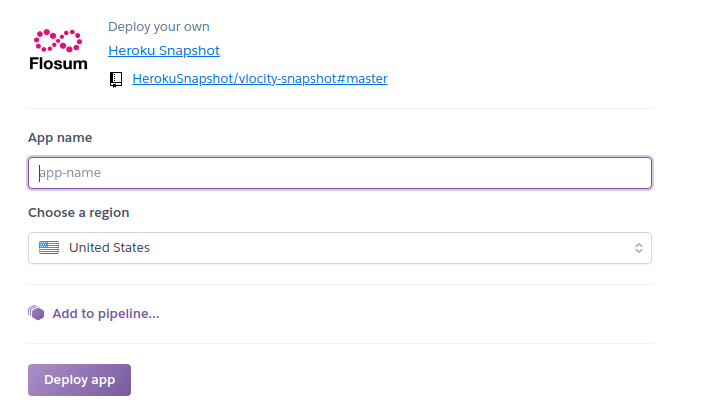 Deploy your own
Flosum
Heroku Snapshot
HerokuSnapshot/vlocity-snapshot#master
App name
app-name
Choose a region
United States
Add to pipeline...
Deploy app